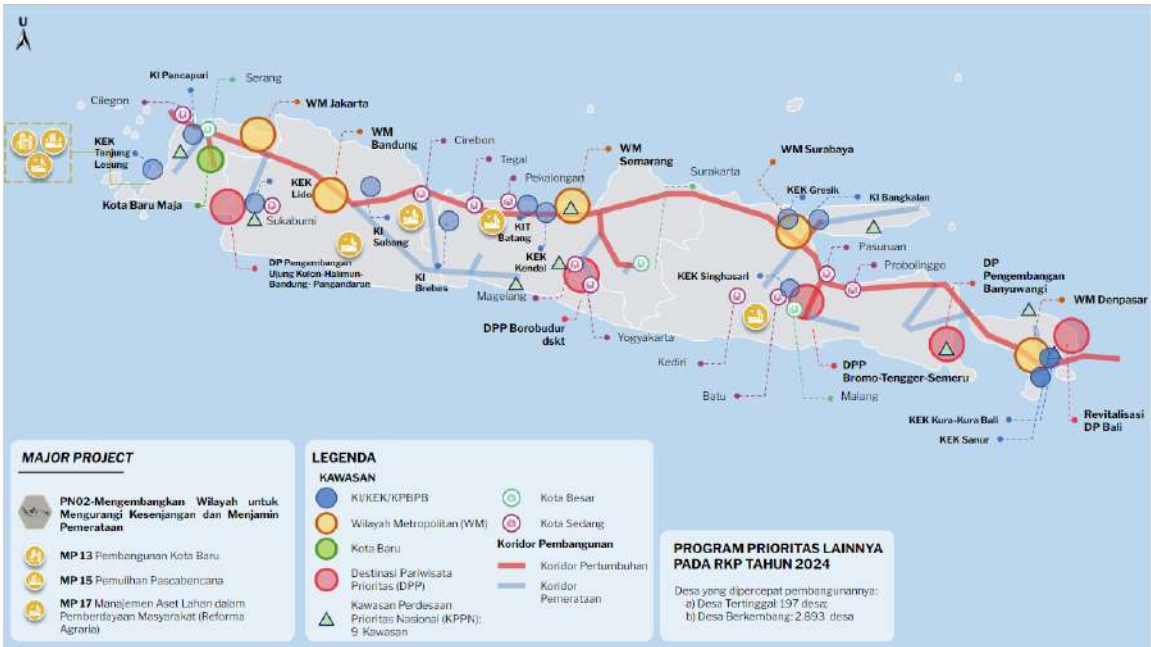 U
KI Pancapuri
Serang
Cilegon
WM Jakarta
KEK
Tanjung
Lesung
WM
Bandung
Cirebon
Tegal
Pekalongan
WM
Semarang
Surakarta
WM Surabaya
KEK Gresik
KI Bangkalan
Kota Baru Maja
KEK
Lido
Sukabumi
KI
Subang
KIT
Batang
Pasuruan
Probolinggo
DP
Pengembangan
Banyuwangi
DP Pengembangan
Ujung Kulon-Halimun-
Bandung- Pangandaran
KI
Brebes
KEK
Kendal
KEK Singhasari
WM Denpasar
Magelang
DPP Borobudur
dskt
Yogyakarta
Kediri
Batu
DPP
Bromo-Tengger-Semeru
Malang
KEK Kura-Kura Bali
KEK Sanur
Revitalisasi
DP Bali
MAJOR PROJECT
PN02-Mengembangkan Wilayah untuk
Mengurangi Kesenjangan dan Menjamin
Pemerataan
MP 13 Pembangunan Kota Baru
MP 15 Pemulihan Pascabencana
MP 17 Manajemen Aset Lahan dalam
Pemberdayaan Masyarakat (Reforma
Agraria)
LEGENDA
KAWASAN
KI/KEK/KPBPB
Wilayah Metropolitan (WM)
Kota Baru
Destinasi Pariwisata
Prioritas (DPP)
Kawasan Perdesaan
Prioritas Nasional (KPPN):
9 Kawasan
Kota Besar
Kota Sedang
Koridor Pembangunan
Koridor Pertumbuhan
Koridor
Pemerataan
PROGRAM PRIORITAS LAINNYA
PADA RKP TAHUN 2024
Desa yang dipercepat pembangunannya:
a) Desa Tertinggal: 197 desa;
b) Desa Berkembang: 2.893 desa